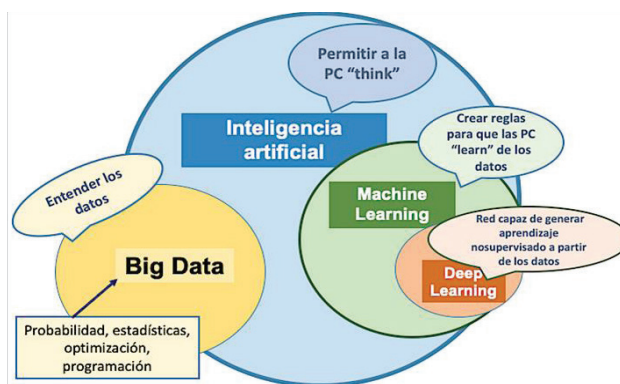 Permitir a la
PC “think”
Inteligencia
artificial
Crear reglas
para que las PC
“learn” de los
datos
Entender los
datos
Machine
Learning
Red capaz de generar
aprendizaje
nosupervisado a partir
de los datos
Big Data
Deep
Learning
Probabilidad, estadísticas,
optimización,
programación